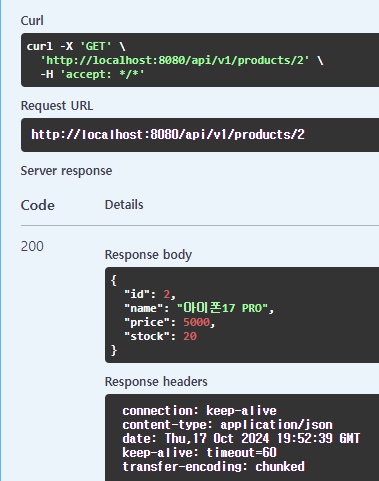 Curl
curl -X 'GET' \
'http://localhost:8080/api/v1/products/2' \
-H 'accept: */*'
Request URL
http://localhost:8080/api/v1/products/2
Server response
Code Details
200
Response body
{
"id": 2,
"name": "아이폰17 PRO",
"price": 5000,
"stock": 20
}
Response headers
connection: keep-alive
content-type: application/json
date: Thu,17 Oct 2024 19:52:39 GMT
keep-alive: timeout=60
transfer-encoding: chunked